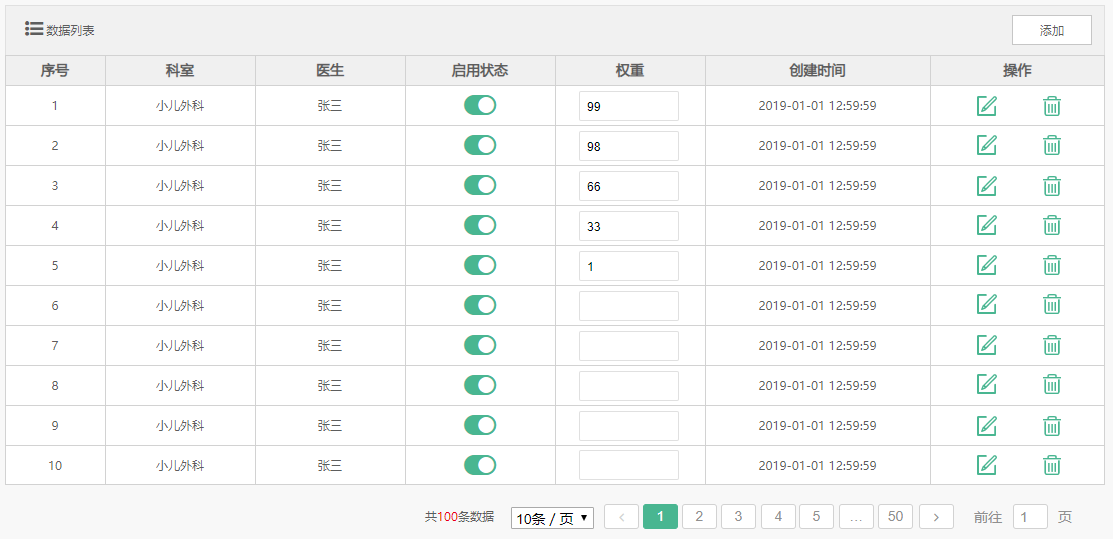 数据列表 添加
序号 科室 医生 启用状态 权重 创建时间 操作
1 小儿外科 张三 99 2019-01-01 12:59:59
2 小儿外科 张三 98 2019-01-01 12:59:59
3 小儿外科 张三 66 2019-01-01 12:59:59
4 小儿外科 张三 33 2019-01-01 12:59:59
5 小儿外科 张三 1 2019-01-01 12:59:59
6 小儿外科 张三 2019-01-01 12:59:59
7 小儿外科 张三 2019-01-01 12:59:59
8 小儿外科 张三 2019-01-01 12:59:59
9 小儿外科 张三 2019-01-01 12:59:59
10 小儿外科 张三 2019-01-01 12:59:59
共100条数据 10条 / 页 < 1 2 3 4 5 ... 50 > 前往 1 页